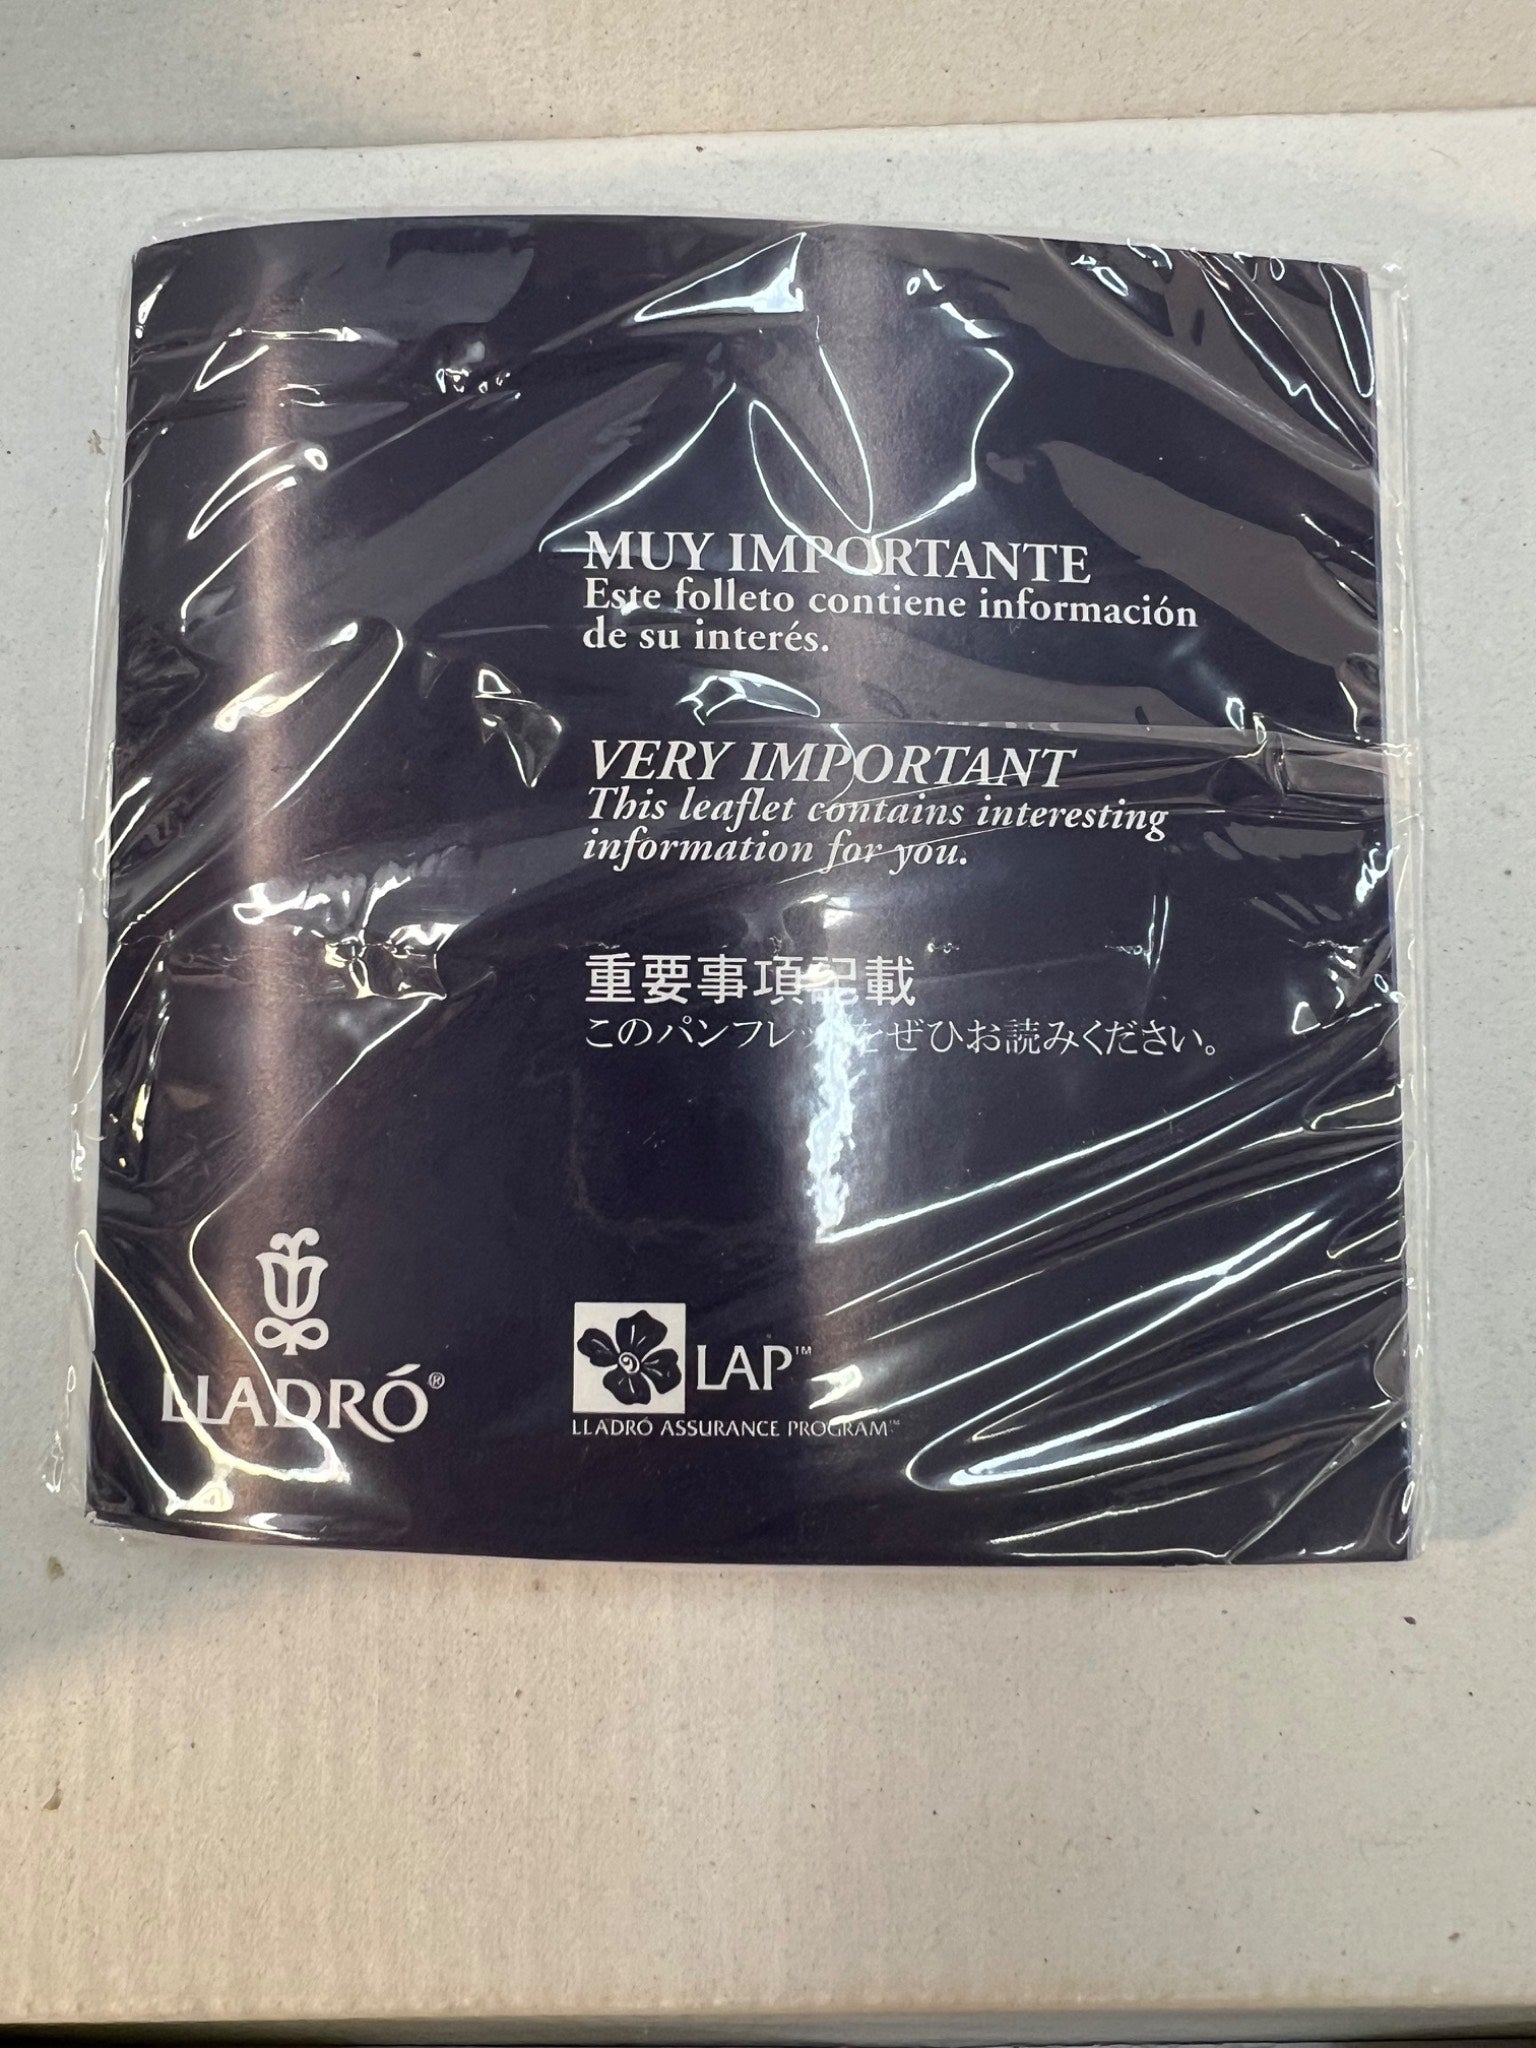 MUY IMPORTANTE
Este folleto contiene información
de su interés.
VERY IMPORTANT
This leaflet contains interesting
information for you.
重要事項記載
このパンフレットをぜひお読みください。
LLADRÓ®
LAP™
LLADRÓ ASSURANCE PROGRAM™